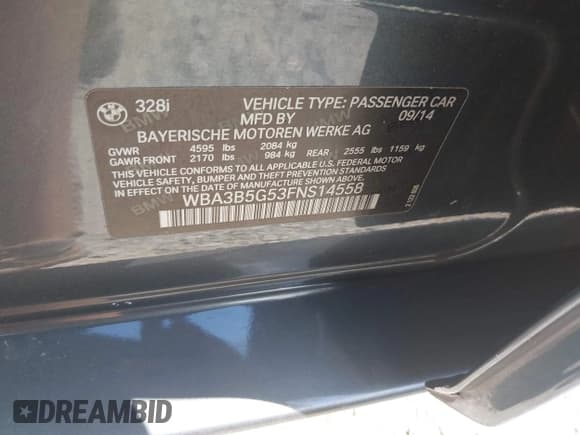 BMW 328i VEHICLE TYPE: PASSENGER CAR
MFD BY 09/14
BAYERISCHE MOTOREN WERKE AG
GVWR 4595 lbs 2084 kg
GAWR FRONT 2170 lbs 984 kg REAR 2555 lbs 1159 kg
THIS VEHICLE CONFORMS TO ALL APPLICABLE U.S. FEDERAL MOTOR
VEHICLE SAFETY, BUMPER, AND THEFT PREVENTION STANDARDS
IN EFFECT ON THE DATE OF MANUFACTURE SHOWN ABOVE.
WBA3B5G53FNS14558
DREAMBID